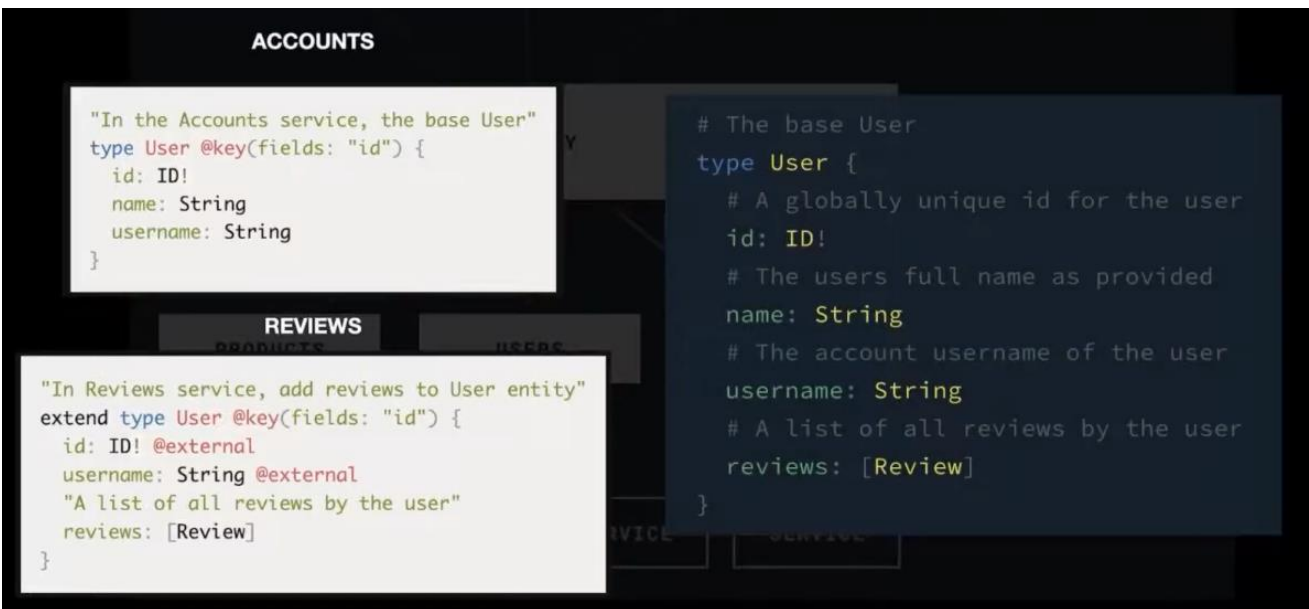 ACCOUNTS
"In the Accounts service, the base User"
type User @key(fields: "id") {
id: ID!
name: String
username: String
}
Y
REVIEWS
PRODUCTS
USERS
"In Reviews service, add reviews to User entity"
extend type User @key(fields: "id") {
id: ID! @external
username: String @external
"A list of all reviews by the user"
reviews: [Review]
}
# The base User
type User {
# A globally unique id for the user
id: ID!
# The users full name as provided
name: String
# The account username of the user
username: String
# A list of all reviews by the user
reviews: [Review]
}
RVICE
SERVICE